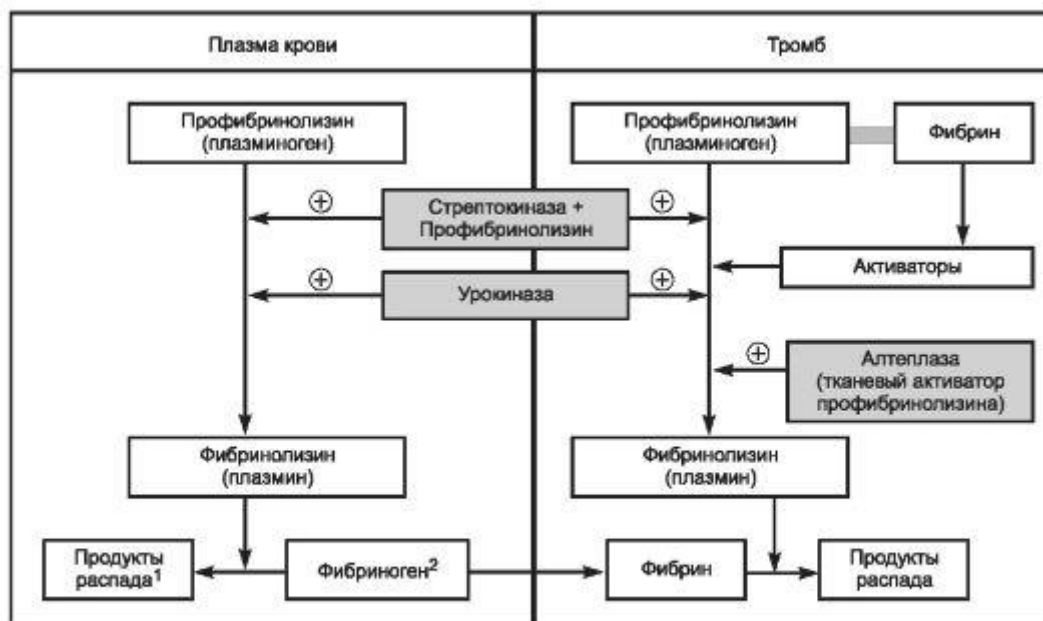 Плазма крови
Тромб
Профибринолизин
(плазминоген)
Профибринолизин
(плазминоген)
Фибрин
Стрептокиназа +
Профибринолизин
Активаторы
Урокиназа
Алтеплаза
(тканевый активатор
профибринолизина)
Фибринолизин
(плазмин)
Фибринолизин
(плазмин)
Продукты
распада¹
Фибриноген²
Фибрин
Продукты
распада